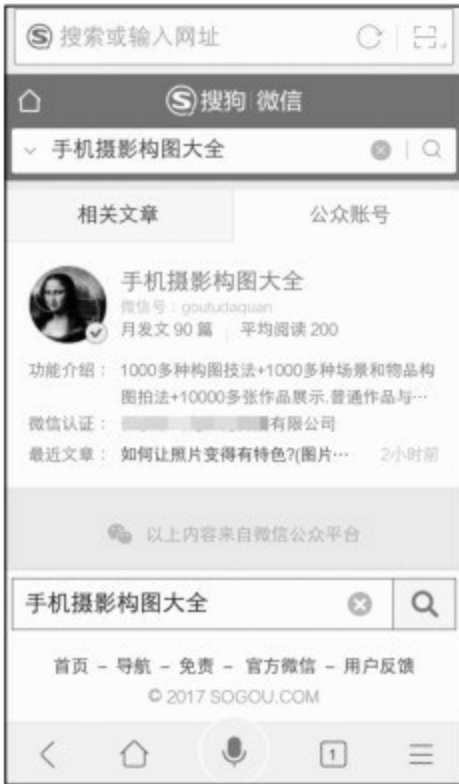 搜索或输入网址
搜狗 微信
手机摄影构图大全
相关文章 公众账号
手机摄影构图大全
微信号：goutudaquan
月发文 90 篇 平均阅读 200
功能介绍： 1000多种构图技法+1000多种场景和物品构
图拍法+10000多张作品展示.普通作品与…
微信认证： 有限公司
最近文章： 如何让照片变得有特色?(图片… 2小时前
以上内容来自微信公众平台
手机摄影构图大全
首页 - 导航 - 免责 - 官方微信 - 用户反馈
© 2017 SOGOU.COM
1